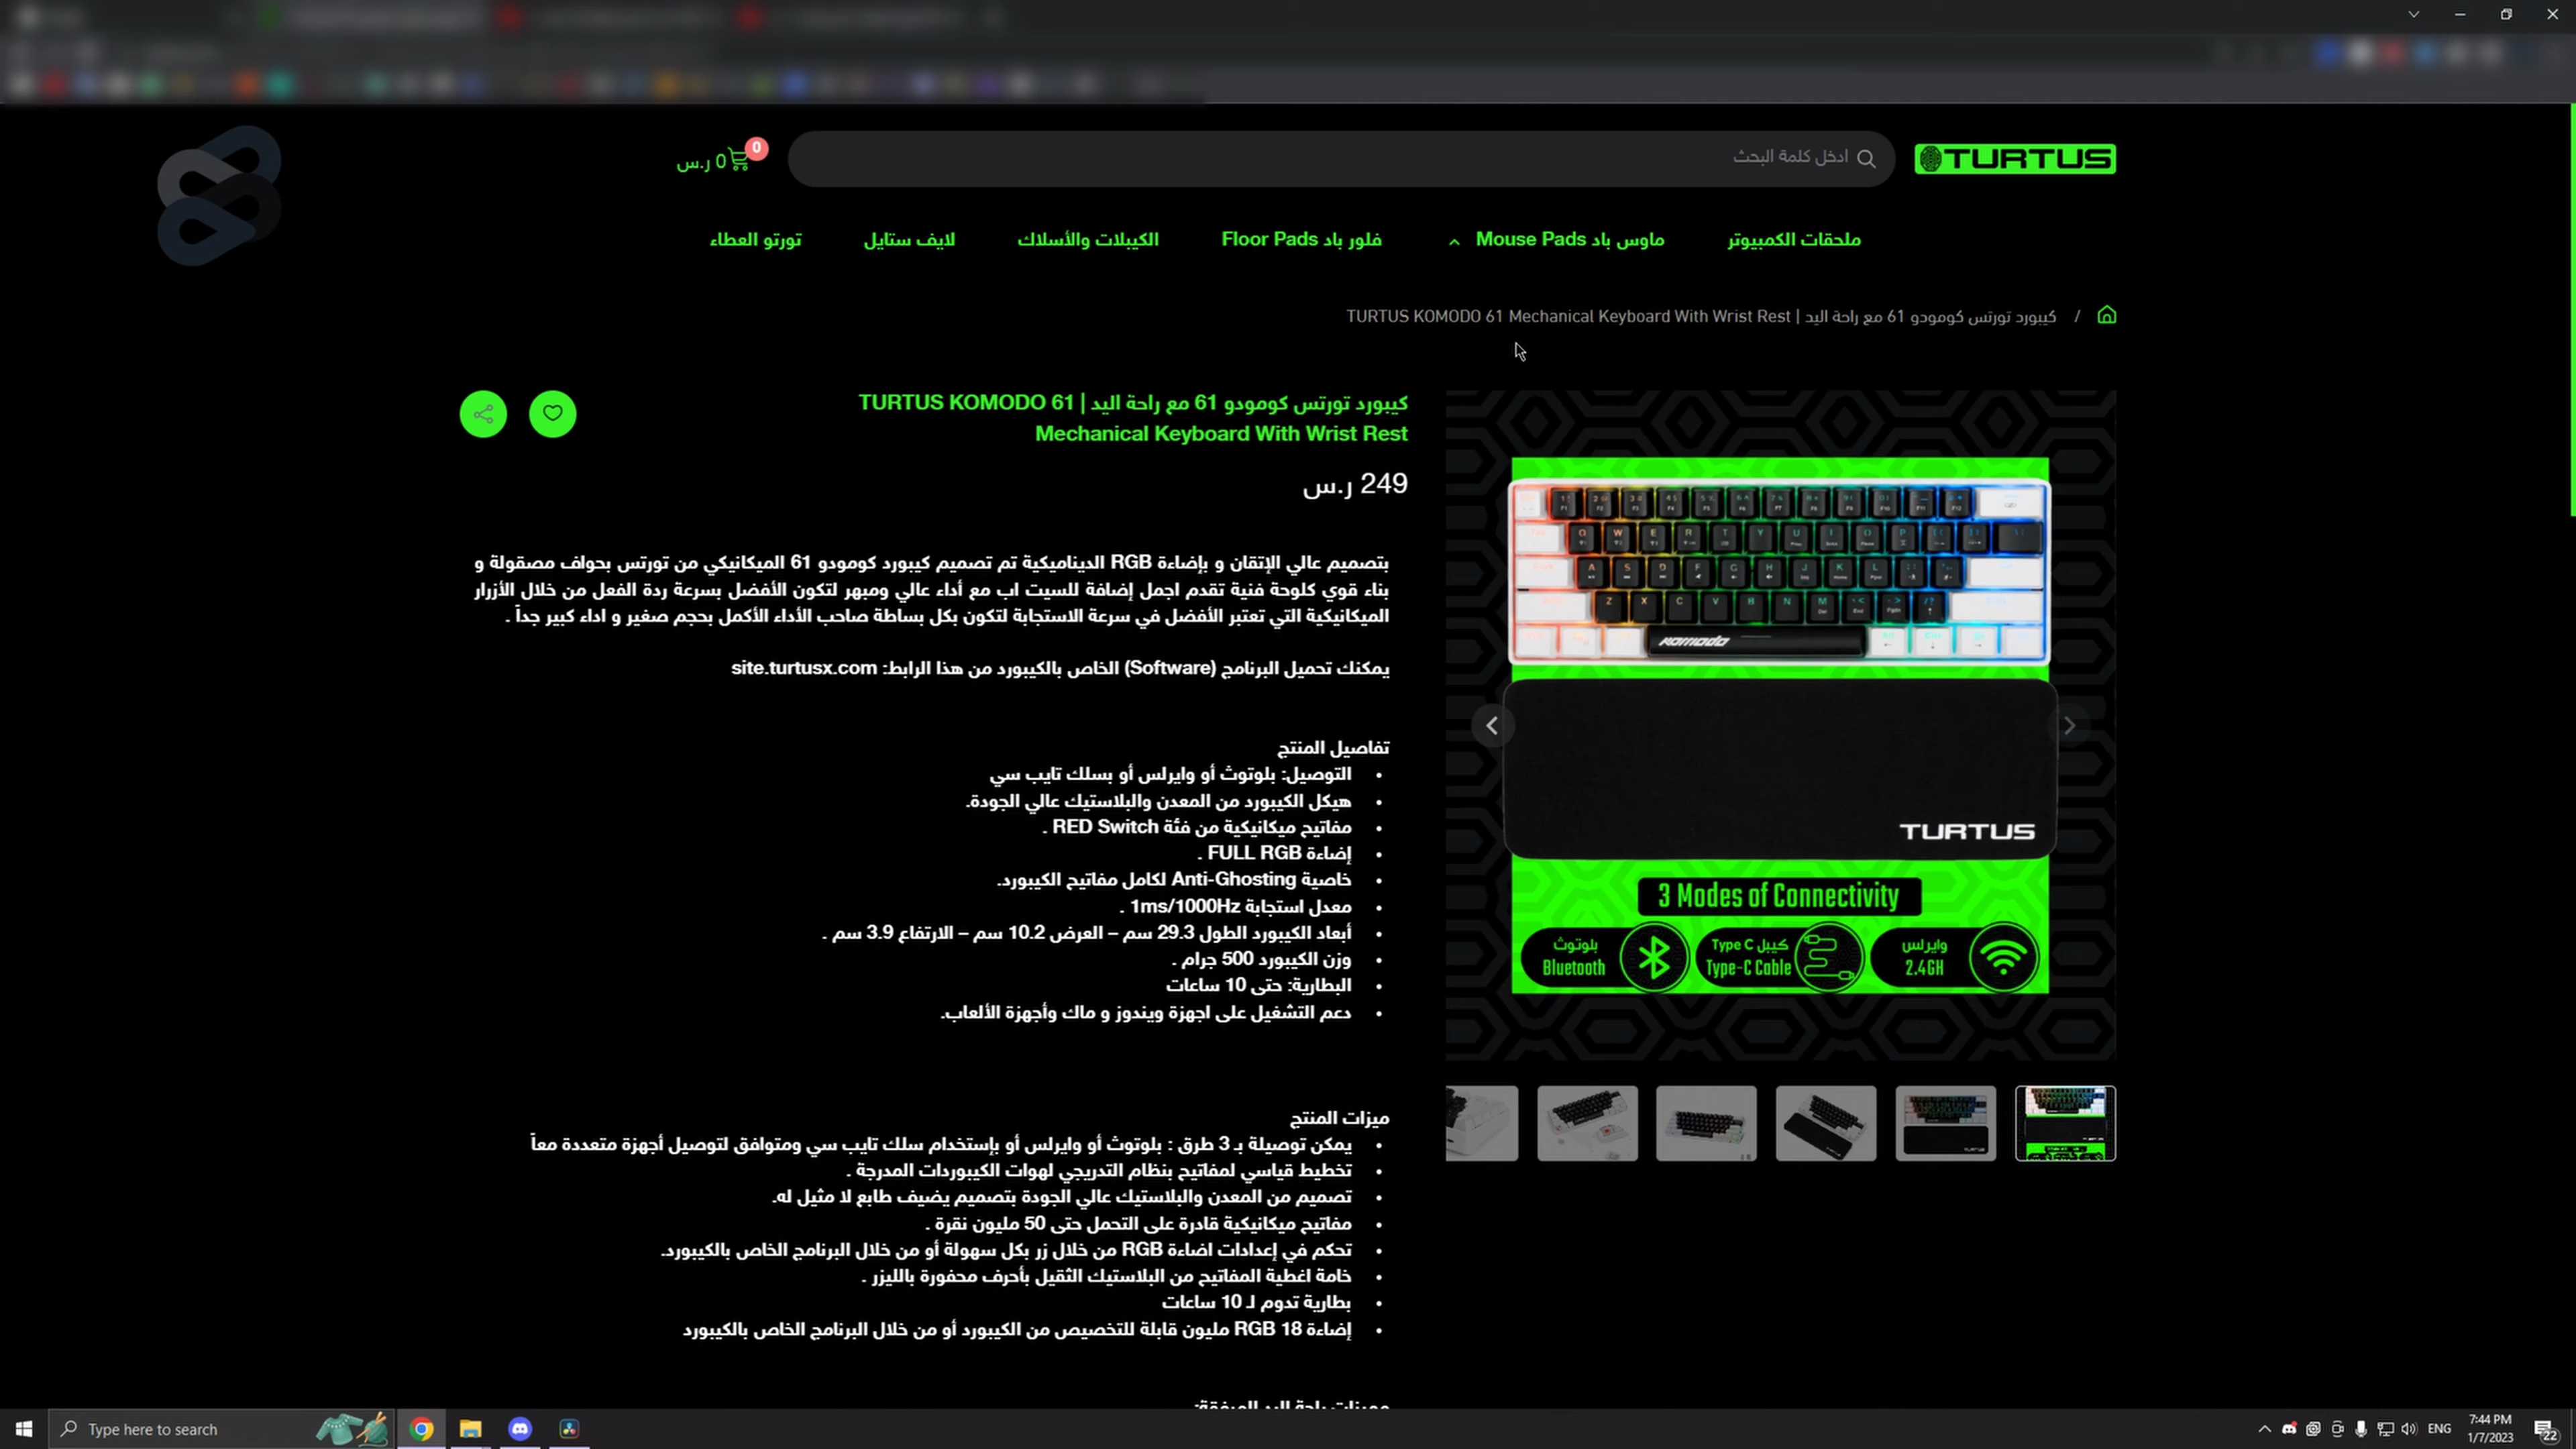 TURTUS
ادخل كلمة البحث
0
0 ر.س
ملحقات الكمبيوتر
ماوس باد Mouse Pads
فلور باد Floor Pads
الكيبلات والأسلاك
لايف ستايل
تورتو العطاء
/ كيبورد تورتس كومودو 61 مع راحة اليد | TURTUS KOMODO 61 Mechanical Keyboard With Wrist Rest
كيبورد تورتس كومودو 61 مع راحة اليد | TURTUS KOMODO 61
Mechanical Keyboard With Wrist Rest
249 ر.س
بتصميم عالي الإتقان و بإضاءة RGB الديناميكية تم تصميم كيبورد كومودو 61 الميكانيكي من تورتس بحواف مصقولة و
بناء قوي كلوحة فنية تقدم اجمل إضافة للسيت اب مع أداء عالي ومبهر لتكون الأفضل بسرعة ردة الفعل من خلال الأزرار
الميكانيكية التي تعتبر الأفضل في سرعة الاستجابة لتكون بكل بساطة صاحب الأداء الأكمل بحجم صغير و اداء كبير جداً .
يمكنك تحميل البرنامج (Software) الخاص بالكيبورد من هذا الرابط: site.turtusx.com
تفاصيل المنتج
• التوصيل: بلوتوث أو وايرلس أو بسلك تايب سي
• هيكل الكيبورد من المعدن والبلاستيك عالي الجودة.
• مفاتيح ميكانيكية من فئة RED Switch .
• إضاءة FULL RGB .
• خاصية Anti-Ghosting لكامل مفاتيح الكيبورد.
• معدل استجابة 1ms/1000Hz .
• أبعاد الكيبورد الطول 29.3 سم – العرض 10.2 سم – الارتفاع 3.9 سم .
• وزن الكيبورد 500 جرام .
• البطارية: حتى 10 ساعات
• دعم التشغيل على اجهزة ويندوز و ماك وأجهزة الألعاب.
ميزات المنتج
• يمكن توصيلة بـ 3 طرق : بلوتوث أو وايرلس أو بإستخدام سلك تايب سي ومتوافق لتوصيل أجهزة متعددة معاً
• تخطيط قياسي لمفاتيح بنظام التدريجي لهوات الكيبوردات المدرجة .
• تصميم من المعدن والبلاستيك عالي الجودة بتصميم يضيف طابع لا مثيل له.
• مفاتيح ميكانيكية قادرة على التحمل حتى 50 مليون نقرة .
• تحكم في إعدادات اضاءة RGB من خلال زر بكل سهولة أو من خلال البرنامج الخاص بالكيبورد.
• خامة اغطية المفاتيح من البلاستيك الثقيل بأحرف محفورة بالليزر .
• بطارية تدوم لـ 10 ساعات
• إضاءة RGB 18 مليون قابلة للتخصيص من الكيبورد أو من خلال البرنامج الخاص بالكيبورد
Q W E R T Y U I O P
A S D F G H J K L
Z X C V B N M
KOMODO
TURTUS
3 Modes of Connectivity
وايرلس
2.4GH
كيبل Type C
Type-C Cable
بلوتوث
Bluetooth
Type here to search
ENG
7:44 PM
1/7/2023
22